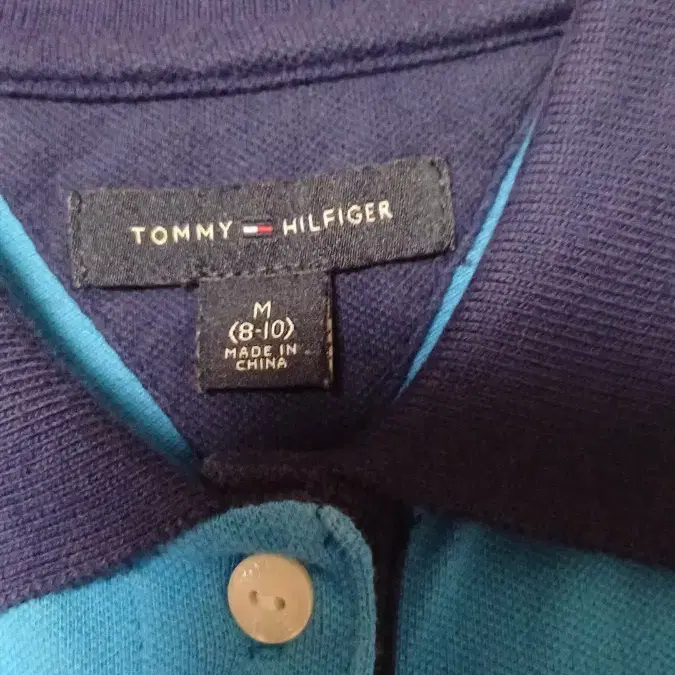 TOMMY HILFIGER
M
(8-10)
MADE IN
CHINA